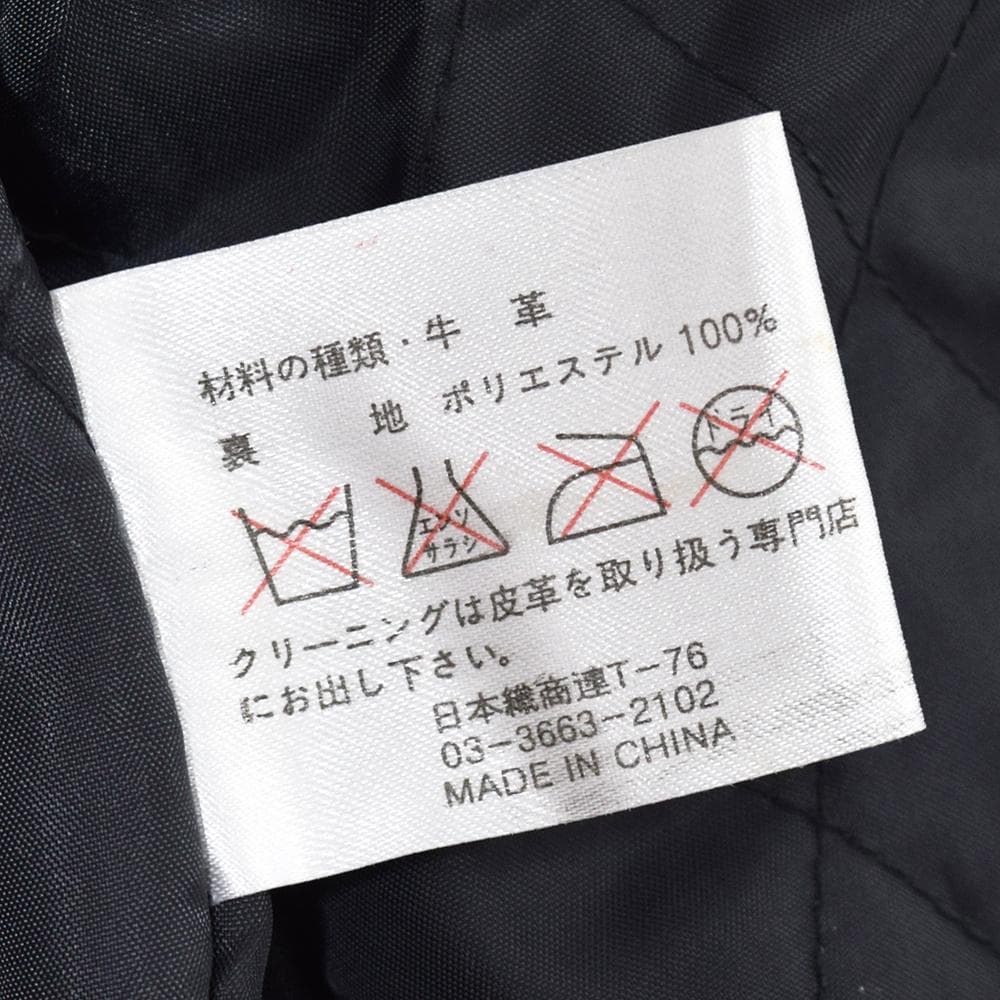 材料の種類・牛 革
裏 地 ポリエステル 100%
エンソ
サラシ
ドライ
クリーニングは皮革を取り扱う専門店
にお出し下さい。
日本繊商連T-76
03-3663-2102
MADE IN CHINA